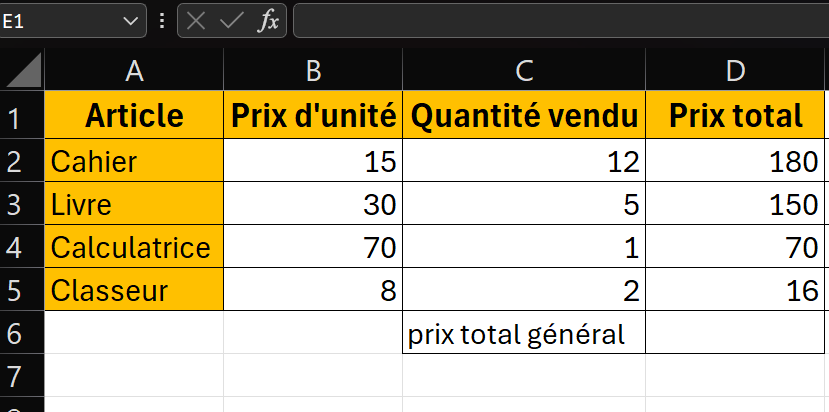 E1 fx
A B C D
1 Article Prix d'unité Quantité vendu Prix total
2 Cahier 15 12 180
3 Livre 30 5 150
4 Calculatrice 70 1 70
5 Classeur 8 2 16
6 prix total général
7